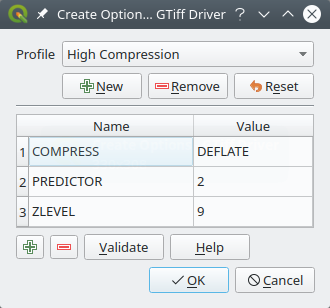 Create Option... GTiff Driver ?
Profile High Compression
New Remove Reset
Name Value
1 COMPRESS DEFLATE
2 PREDICTOR 2
3 ZLEVEL 9
Validate Help
OK Cancel